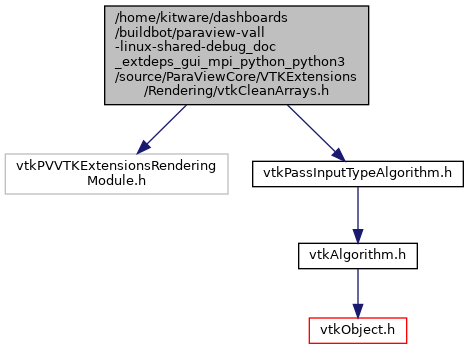 /home/kitware/dashboards
/buildbot/paraview-vall
-linux-shared-debug_doc
_extdeps_gui_mpi_python_python3
/source/ParaViewCore/VTKExtensions
/Rendering/vtkCleanArrays.h
vtkPVVTKExtensionsRendering
Module.h
vtkPassInputTypeAlgorithm.h
vtkAlgorithm.h
vtkObject.h